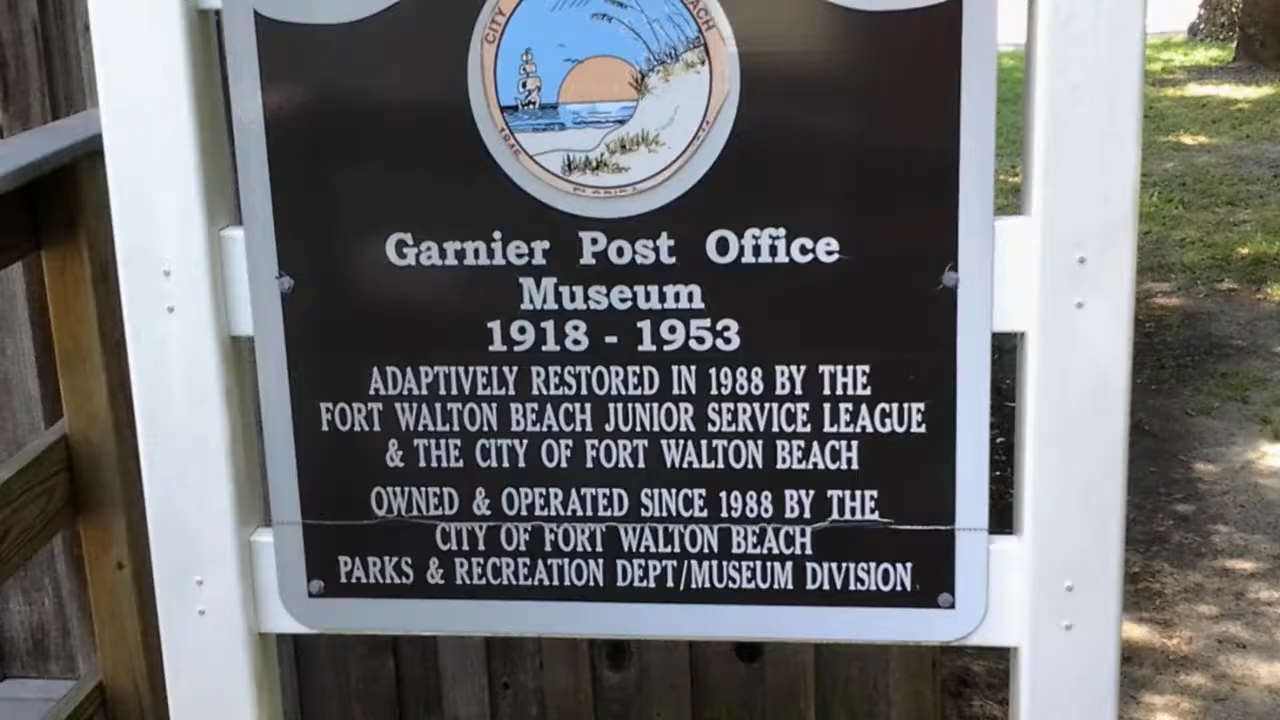 CITY
BEACH
Garnier Post Office
Museum
1918 - 1953
ADAPTIVELY RESTORED IN 1988 BY THE
FORT WALTON BEACH JUNIOR SERVICE LEAGUE
& THE CITY OF FORT WALTON BEACH
OWNED & OPERATED SINCE 1988 BY THE
CITY OF FORT WALTON BEACH
PARKS & RECREATION DEPT/MUSEUM DIVISION